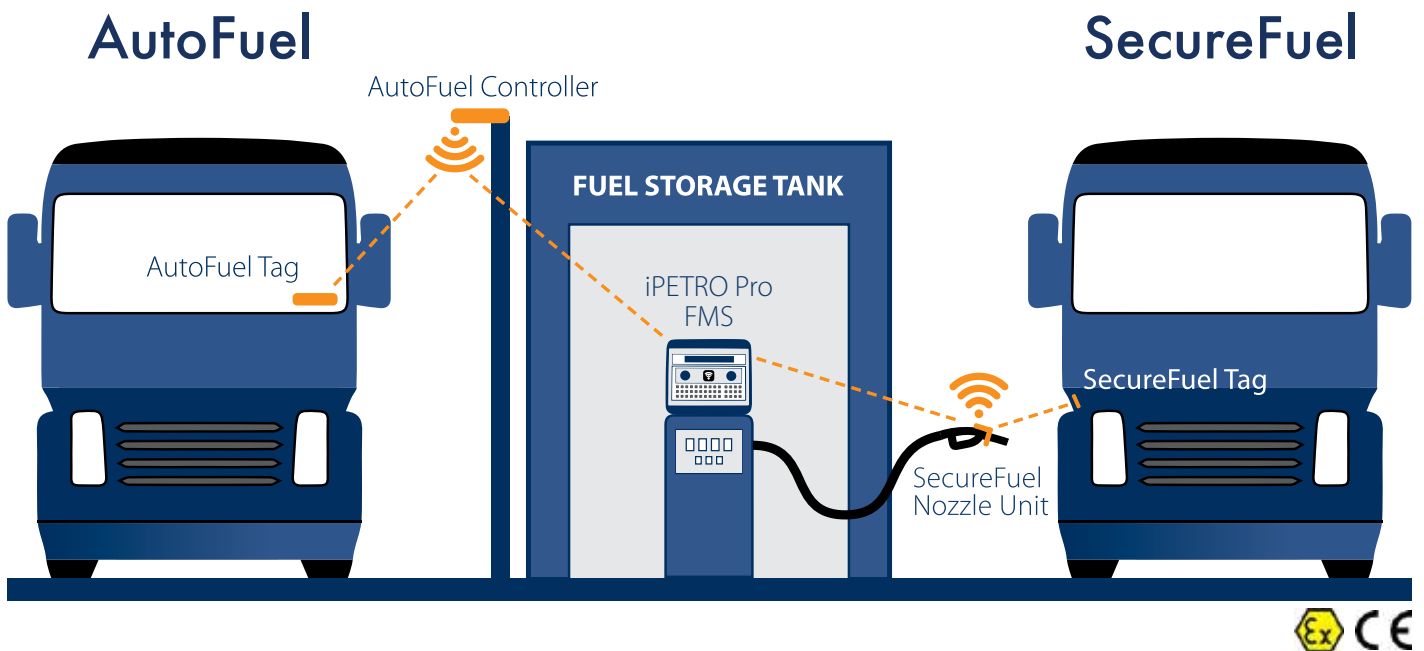 AutoFuel
SecureFuel
AutoFuel Controller
FUEL STORAGE TANK
AutoFuel Tag
iPETRO Pro
FMS
SecureFuel Tag
SecureFuel
Nozzle Unit
Ex CE